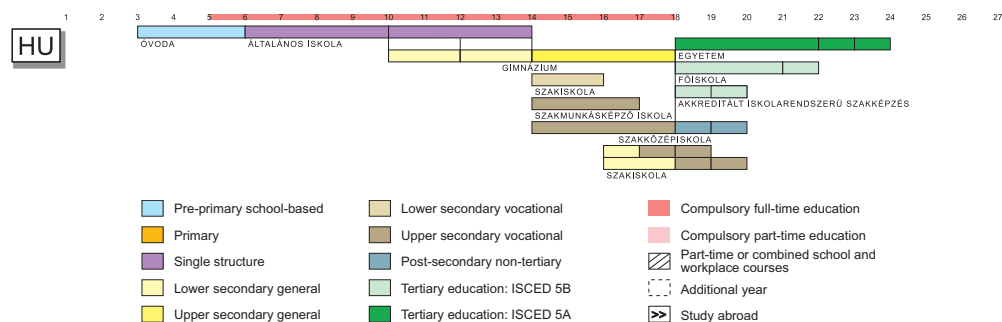 1 2 3 4 5 6 7 8 9 10 11 12 13 14 15 16 17 18 19 20 21 22 23 24 25 26 27
HU
ÓVODA ÁLTALÁNOS ISKOLA
GIMNÁZIUM EGYETEM
SZAKISKOLA FŐISKOLA
SZAKMUNKÁSKÉPZŐ ISKOLA AKKREDITÁLT ISKOLARENDSZERŰ SZAKKÉPZÉS
SZAKKÖZÉPISKOLA
SZAKISKOLA
Pre-primary school-based
Primary
Single structure
Lower secondary general
Upper secondary general
Lower secondary vocational
Upper secondary vocational
Post-secondary non-tertiary
Tertiary education: ISCED 5B
Tertiary education: ISCED 5A
Compulsory full-time education
Compulsory part-time education
Part-time or combined school and
workplace courses
Additional year
>> Study abroad